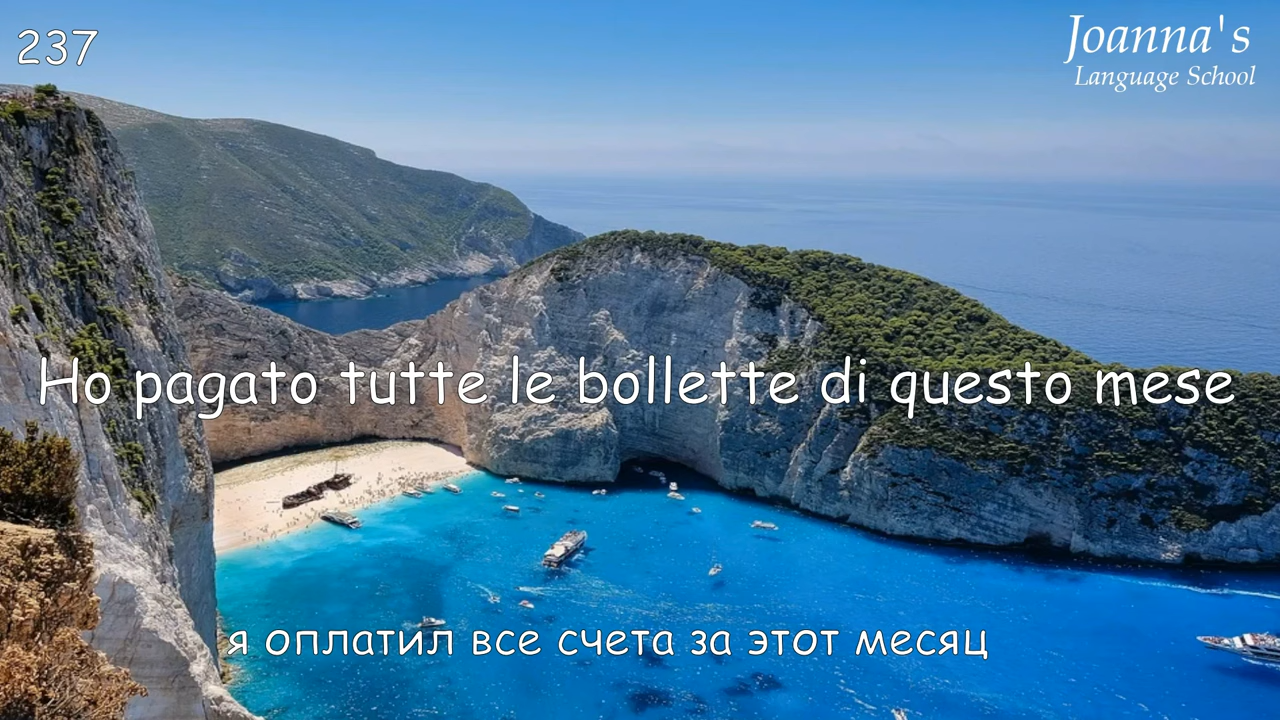 237
Joanna's
Language School
Ho pagato tutte le bollette di questo mese
я оплатил все счета за этот месяц